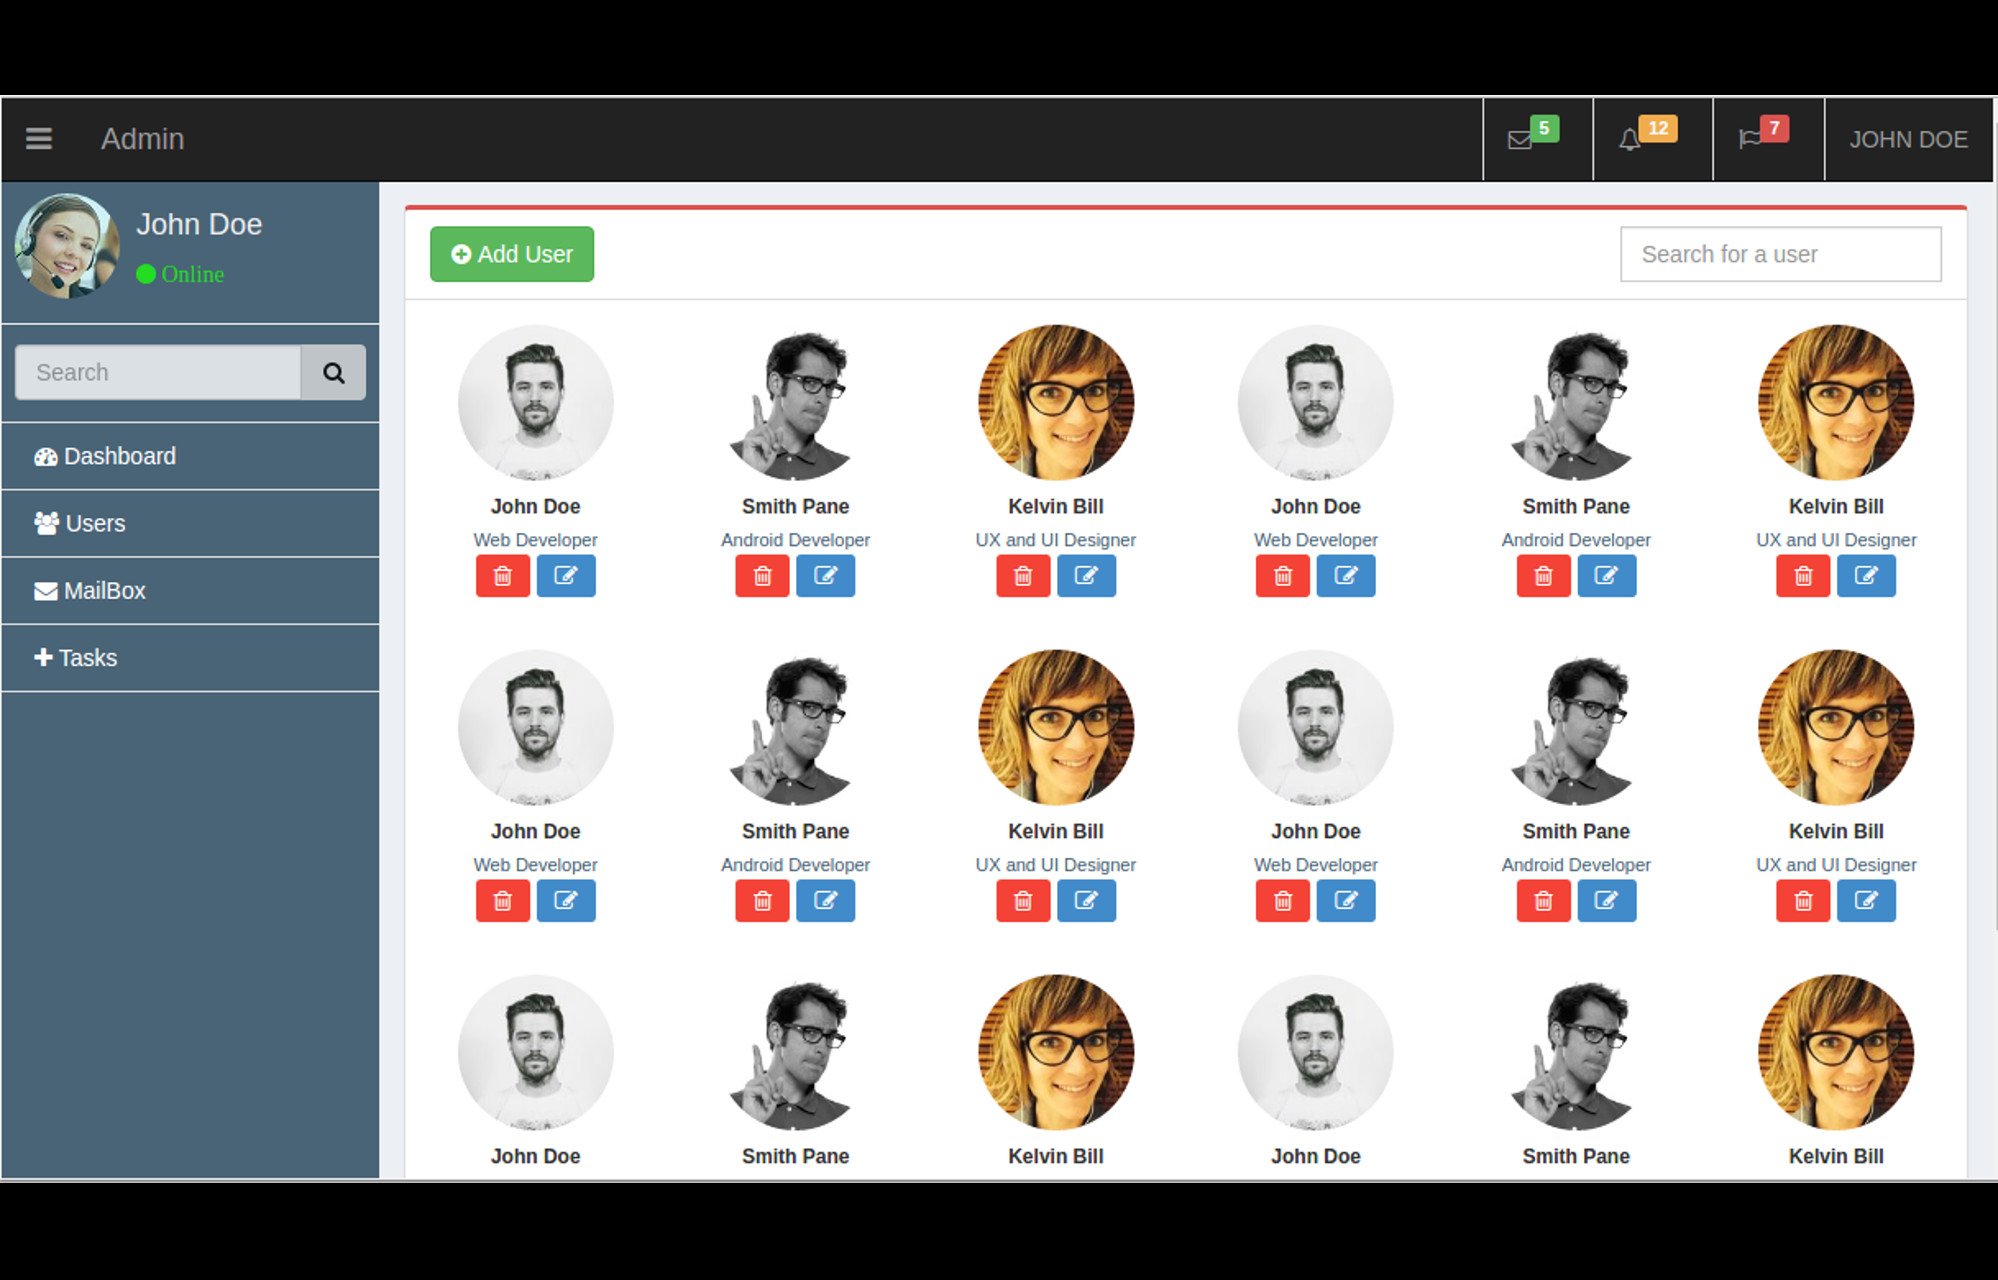 Admin
5
12
7
JOHN DOE
John Doe
Online
Search
Dashboard
Users
MailBox
Tasks
Add User
Search for a user
John Doe Smith Pane Kelvin Bill John Doe Smith Pane Kelvin Bill
Web Developer Android Developer UX and UI Designer Web Developer Android Developer UX and UI Designer
John Doe Smith Pane Kelvin Bill John Doe Smith Pane Kelvin Bill
Web Developer Android Developer UX and UI Designer Web Developer Android Developer UX and UI Designer
John Doe Smith Pane Kelvin Bill John Doe Smith Pane Kelvin Bill